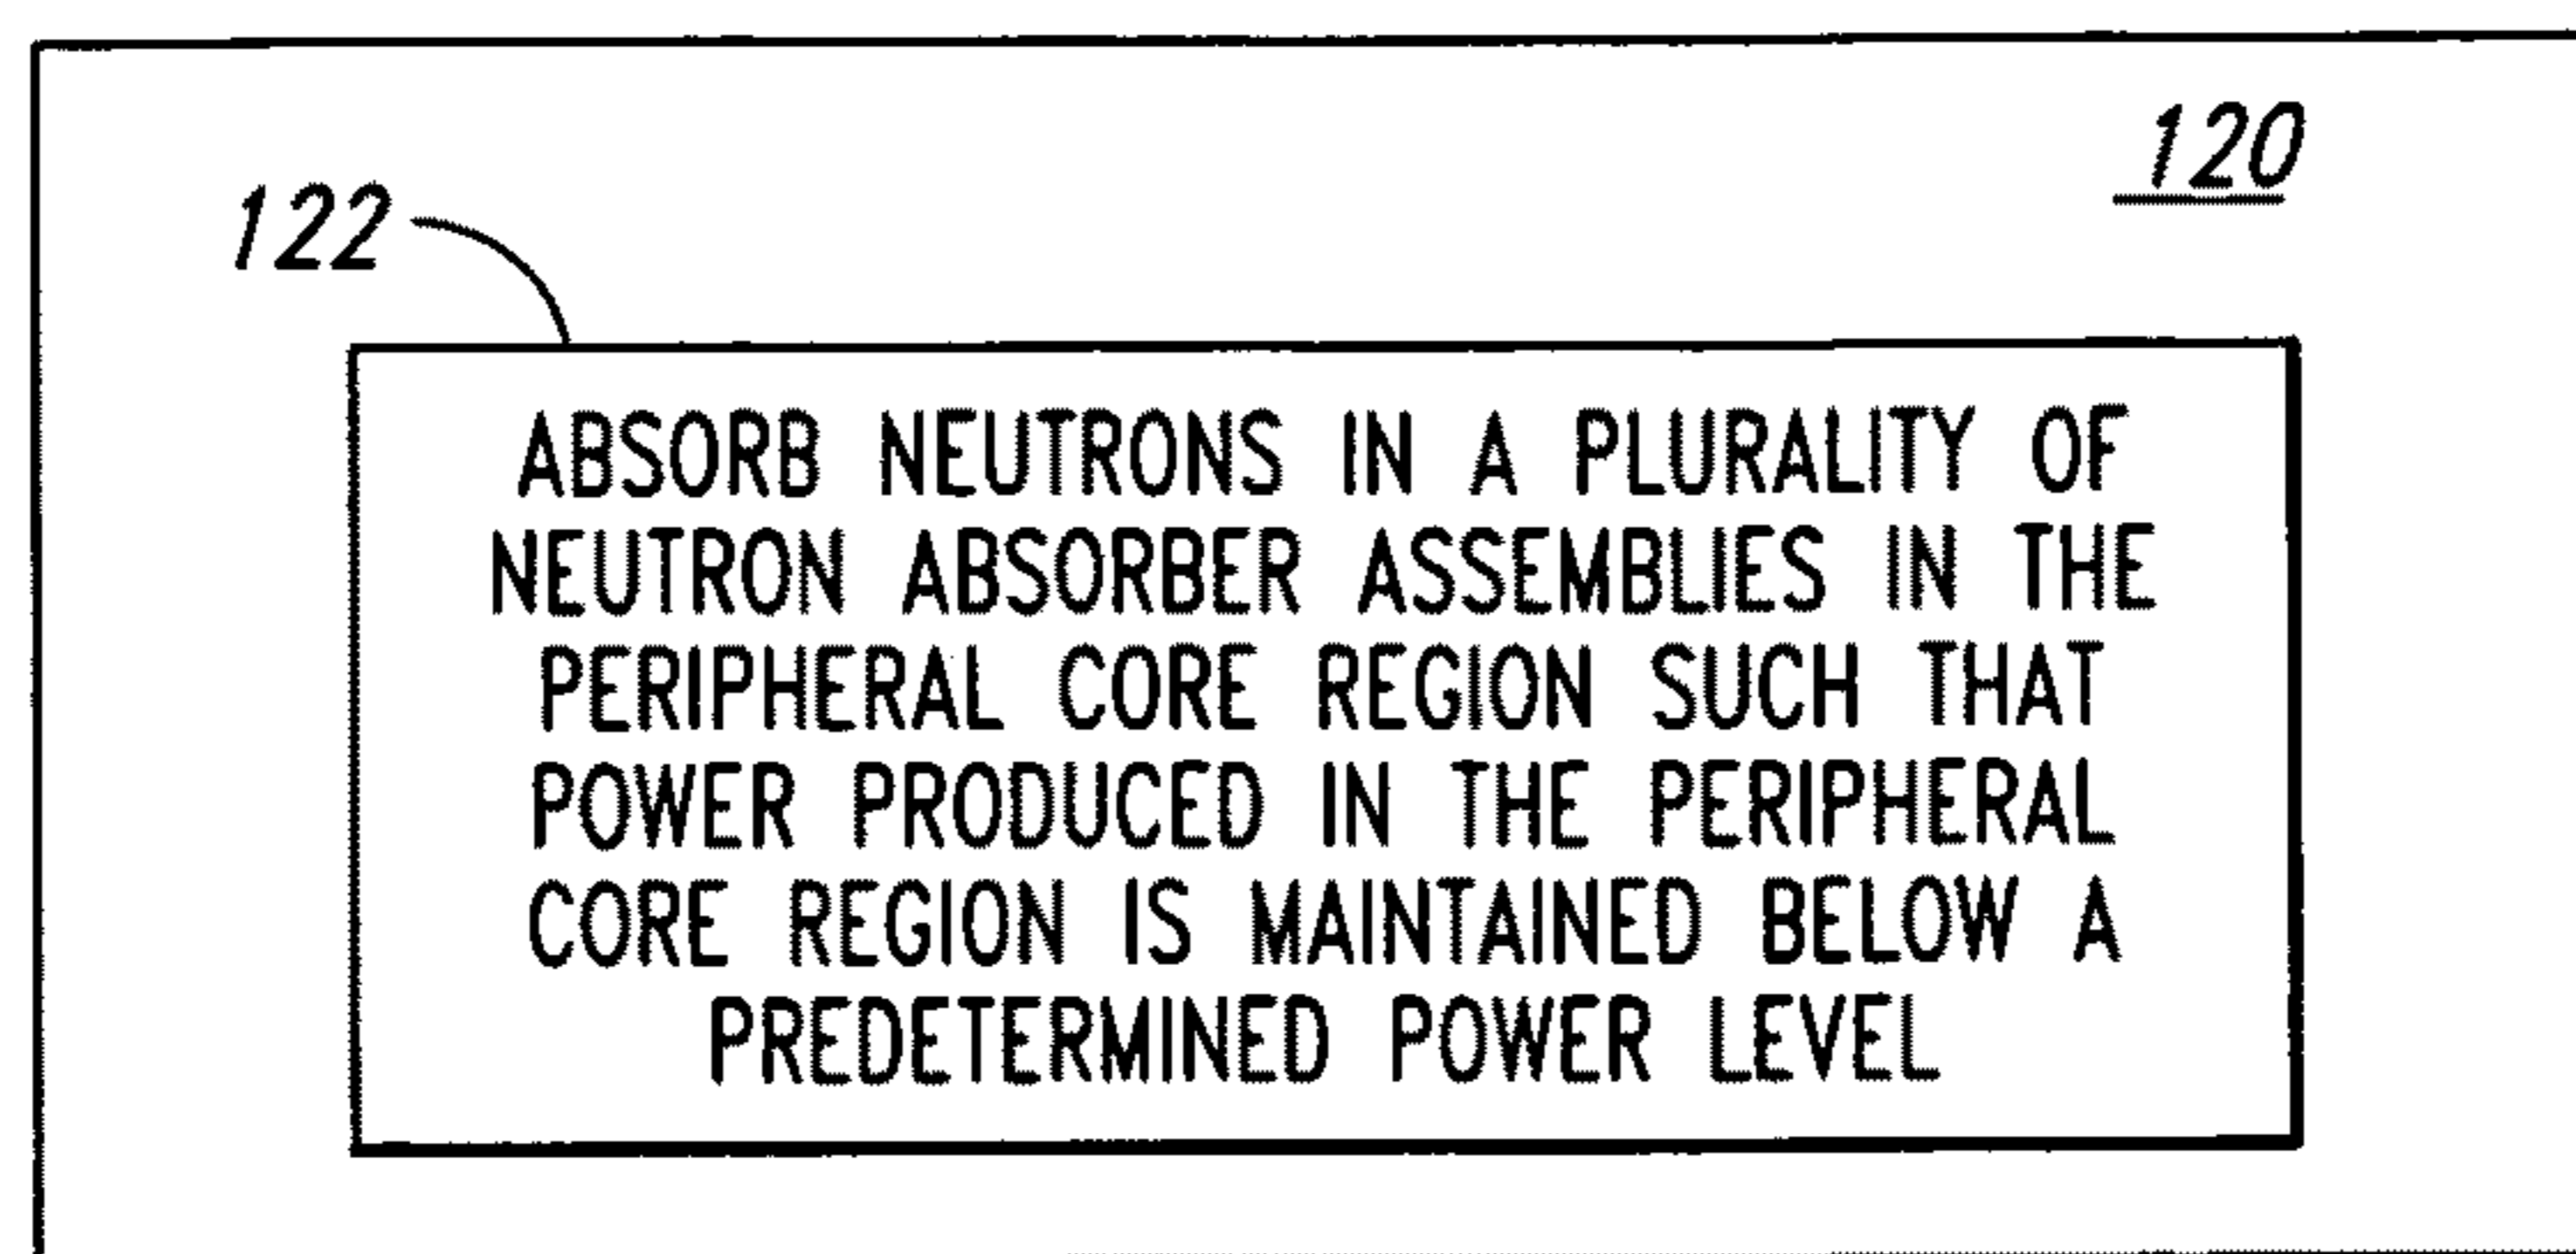 120
122
ABSORB NEUTRONS IN A PLURALITY OF
NEUTRON ABSORBER ASSEMBLIES IN THE
PERIPHERAL CORE REGION SUCH THAT
POWER PRODUCED IN THE PERIPHERAL
CORE REGION IS MAINTAINED BELOW A
PREDETERMINED POWER LEVEL